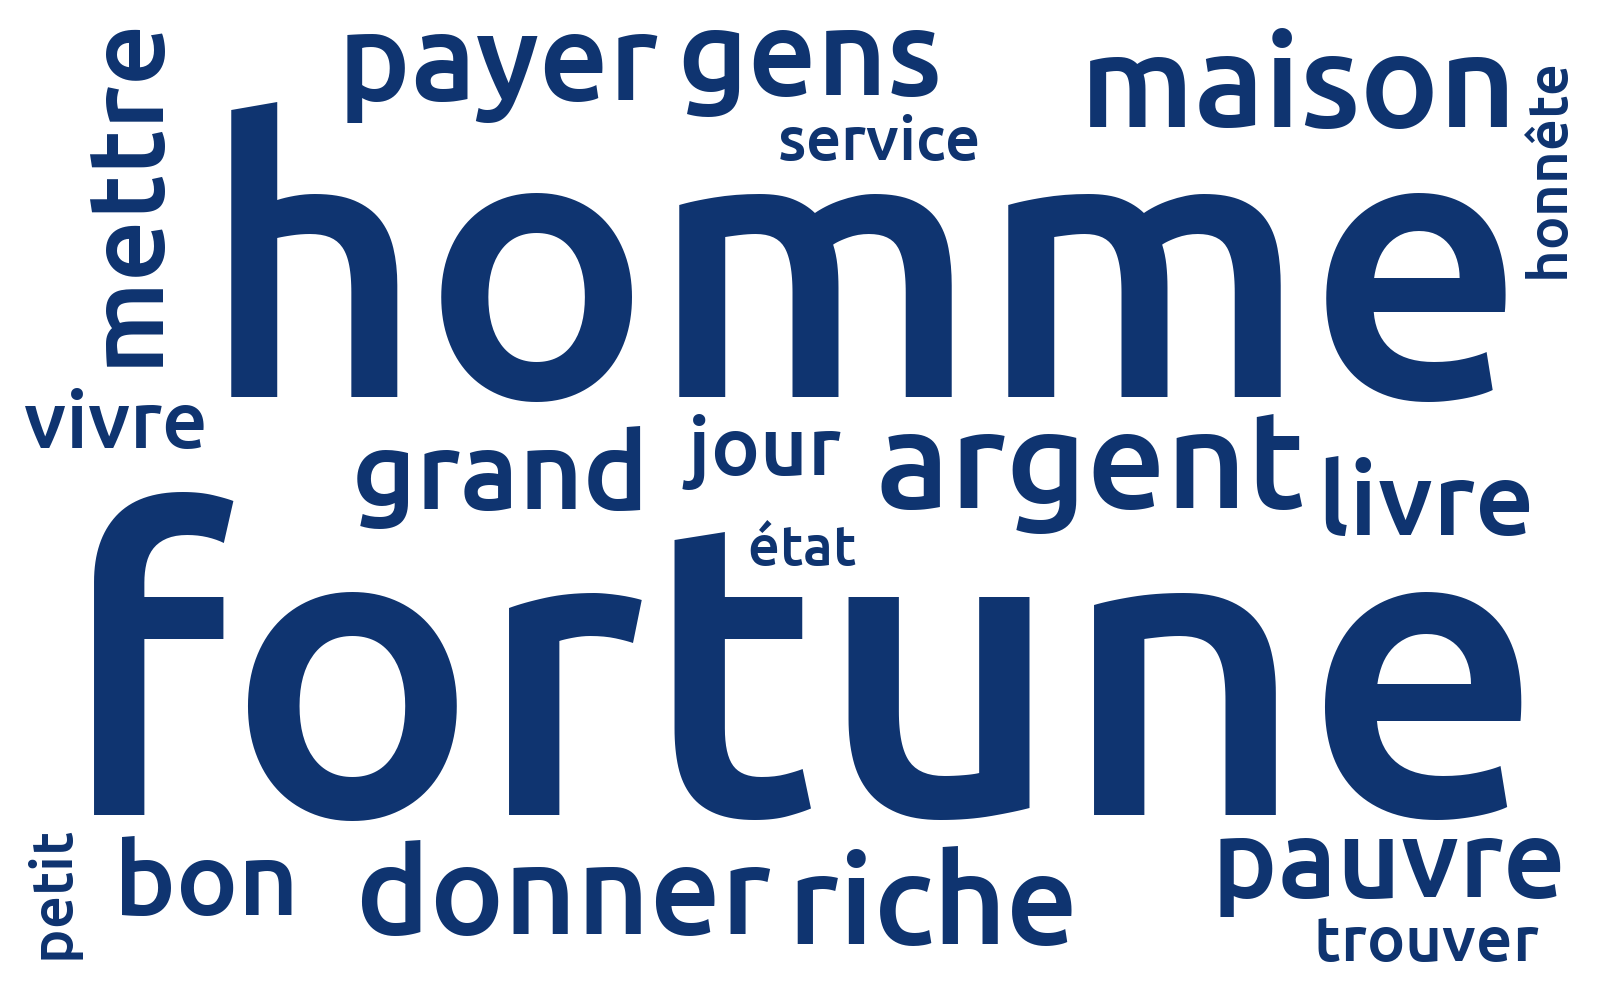 mettre
payer gens
maison
service
honnête
homme
vivre
grand
jour
argent
livre
état
fortune
petit
bon
donner
riche
pauvre
trouver